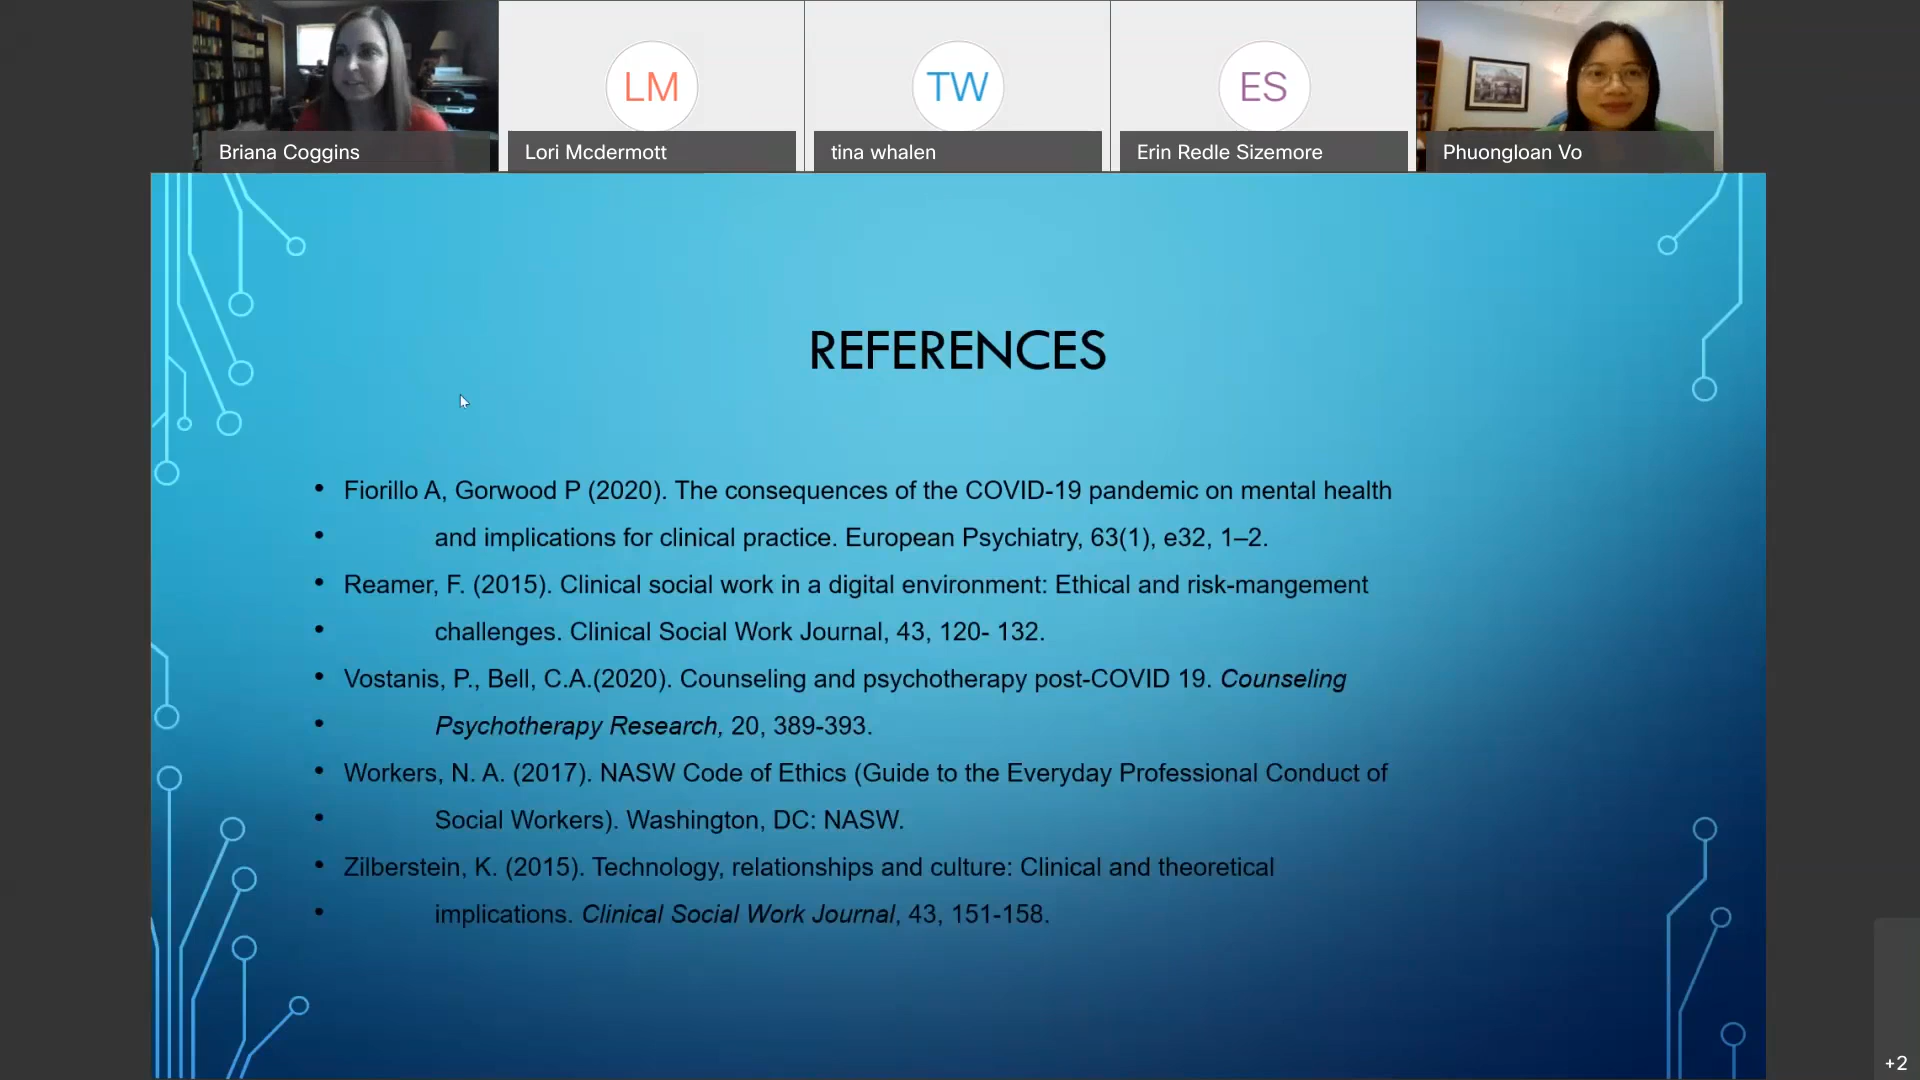 LM
TW
ES
Briana Coggins
Lori Mcdermott
tina whalen
Erin Redle Sizemore
Phuongloan Vo
REFERENCES
• Fiorillo A, Gorwood P (2020). The consequences of the COVID-19 pandemic on mental health
• and implications for clinical practice. European Psychiatry, 63(1), e32, 1–2.
• Reamer, F. (2015). Clinical social work in a digital environment: Ethical and risk-mangement
• challenges. Clinical Social Work Journal, 43, 120- 132.
• Vostanis, P., Bell, C.A.(2020). Counseling and psychotherapy post-COVID 19. Counseling
• Psychotherapy Research, 20, 389-393.
• Workers, N. A. (2017). NASW Code of Ethics (Guide to the Everyday Professional Conduct of
• Social Workers). Washington, DC: NASW.
• Zilberstein, K. (2015). Technology, relationships and culture: Clinical and theoretical
• implications. Clinical Social Work Journal, 43, 151-158.
+2